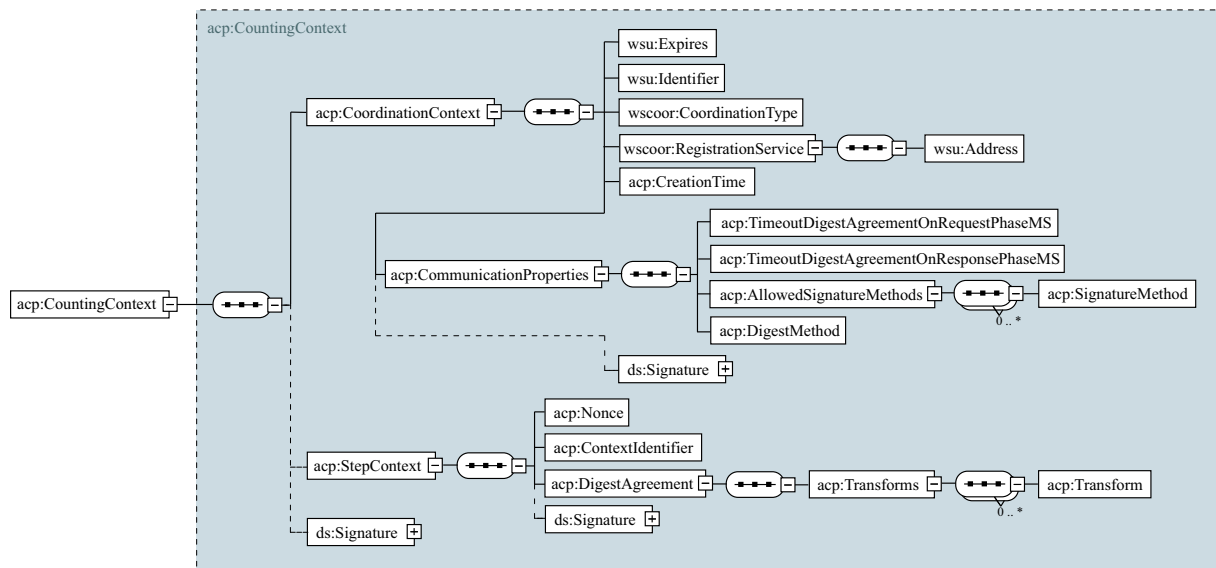 acp:CountingContext
wsu:Expires
wsu:Identifier
acp:CoordinationContext
wscoor:CoordinationType
wscoor:RegistrationService
wsu:Address
acp:CreationTime
acp:TimeoutDigestAgreementOnRequestPhaseMS
acp:TimeoutDigestAgreementOnResponsePhaseMS
acp:CommunicationProperties
acp:AllowedSignatureMethods
acp:SignatureMethod
0 .. *
acp:CountingContext
acp:DigestMethod
ds:Signature
acp:Nonce
acp:ContextIdentifier
acp:StepContext
acp:DigestAgreement
acp:Transforms
acp:Transform
0 .. *
ds:Signature
ds:Signature